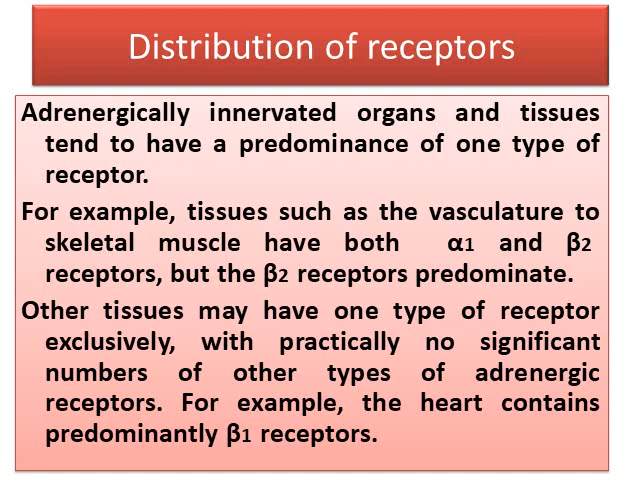 Distribution of receptors
Adrenergically innervated organs and tissues
tend to have a predominance of one type of
receptor.
For example, tissues such as the vasculature to
skeletal muscle have both α1 and β2
receptors, but the β2 receptors predominate.
Other tissues may have one type of receptor
exclusively, with practically no significant
numbers of other types of adrenergic
receptors. For example, the heart contains
predominantly β1 receptors.